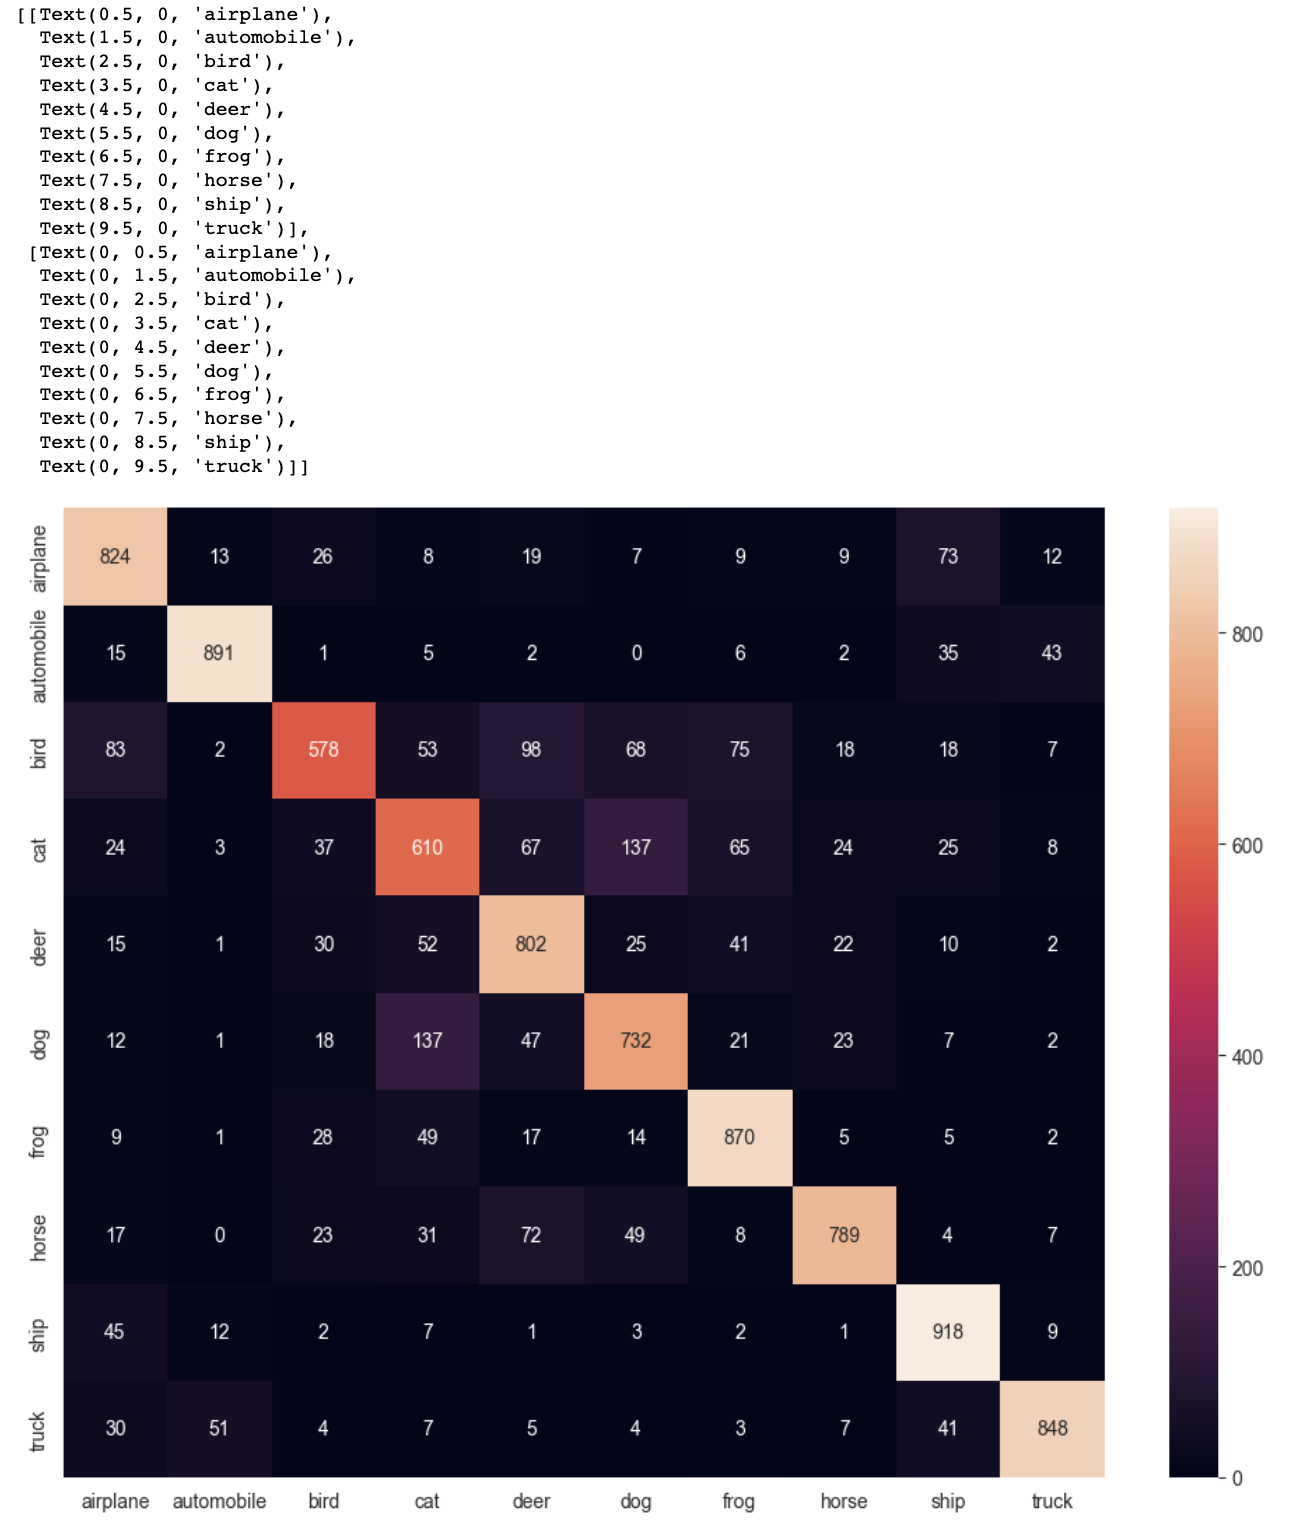 [[Text(0.5, 0, 'airplane'),
  Text(1.5, 0, 'automobile'),
  Text(2.5, 0, 'bird'),
  Text(3.5, 0, 'cat'),
  Text(4.5, 0, 'deer'),
  Text(5.5, 0, 'dog'),
  Text(6.5, 0, 'frog'),
  Text(7.5, 0, 'horse'),
  Text(8.5, 0, 'ship'),
  Text(9.5, 0, 'truck')],
 [Text(0, 0.5, 'airplane'),
  Text(0, 1.5, 'automobile'),
  Text(0, 2.5, 'bird'),
  Text(0, 3.5, 'cat'),
  Text(0, 4.5, 'deer'),
  Text(0, 5.5, 'dog'),
  Text(0, 6.5, 'frog'),
  Text(0, 7.5, 'horse'),
  Text(0, 8.5, 'ship'),
  Text(0, 9.5, 'truck')]]
airplane 824 13 26 8 19 7 9 9 73 12
automobile 15 891 1 5 2 0 6 2 35 43
bird 83 2 578 53 98 68 75 18 18 7
cat 24 3 37 610 67 137 65 24 25 8
deer 15 1 30 52 802 25 41 22 10 2
dog 12 1 18 137 47 732 21 23 7 2
frog 9 1 28 49 17 14 870 5 5 2
horse 17 0 23 31 72 49 8 789 4 7
ship 45 12 2 7 1 3 2 1 918 9
truck 30 51 4 7 5 4 3 7 41 848
airplane automobile bird cat deer dog frog horse ship truck
800
600
400
200
0